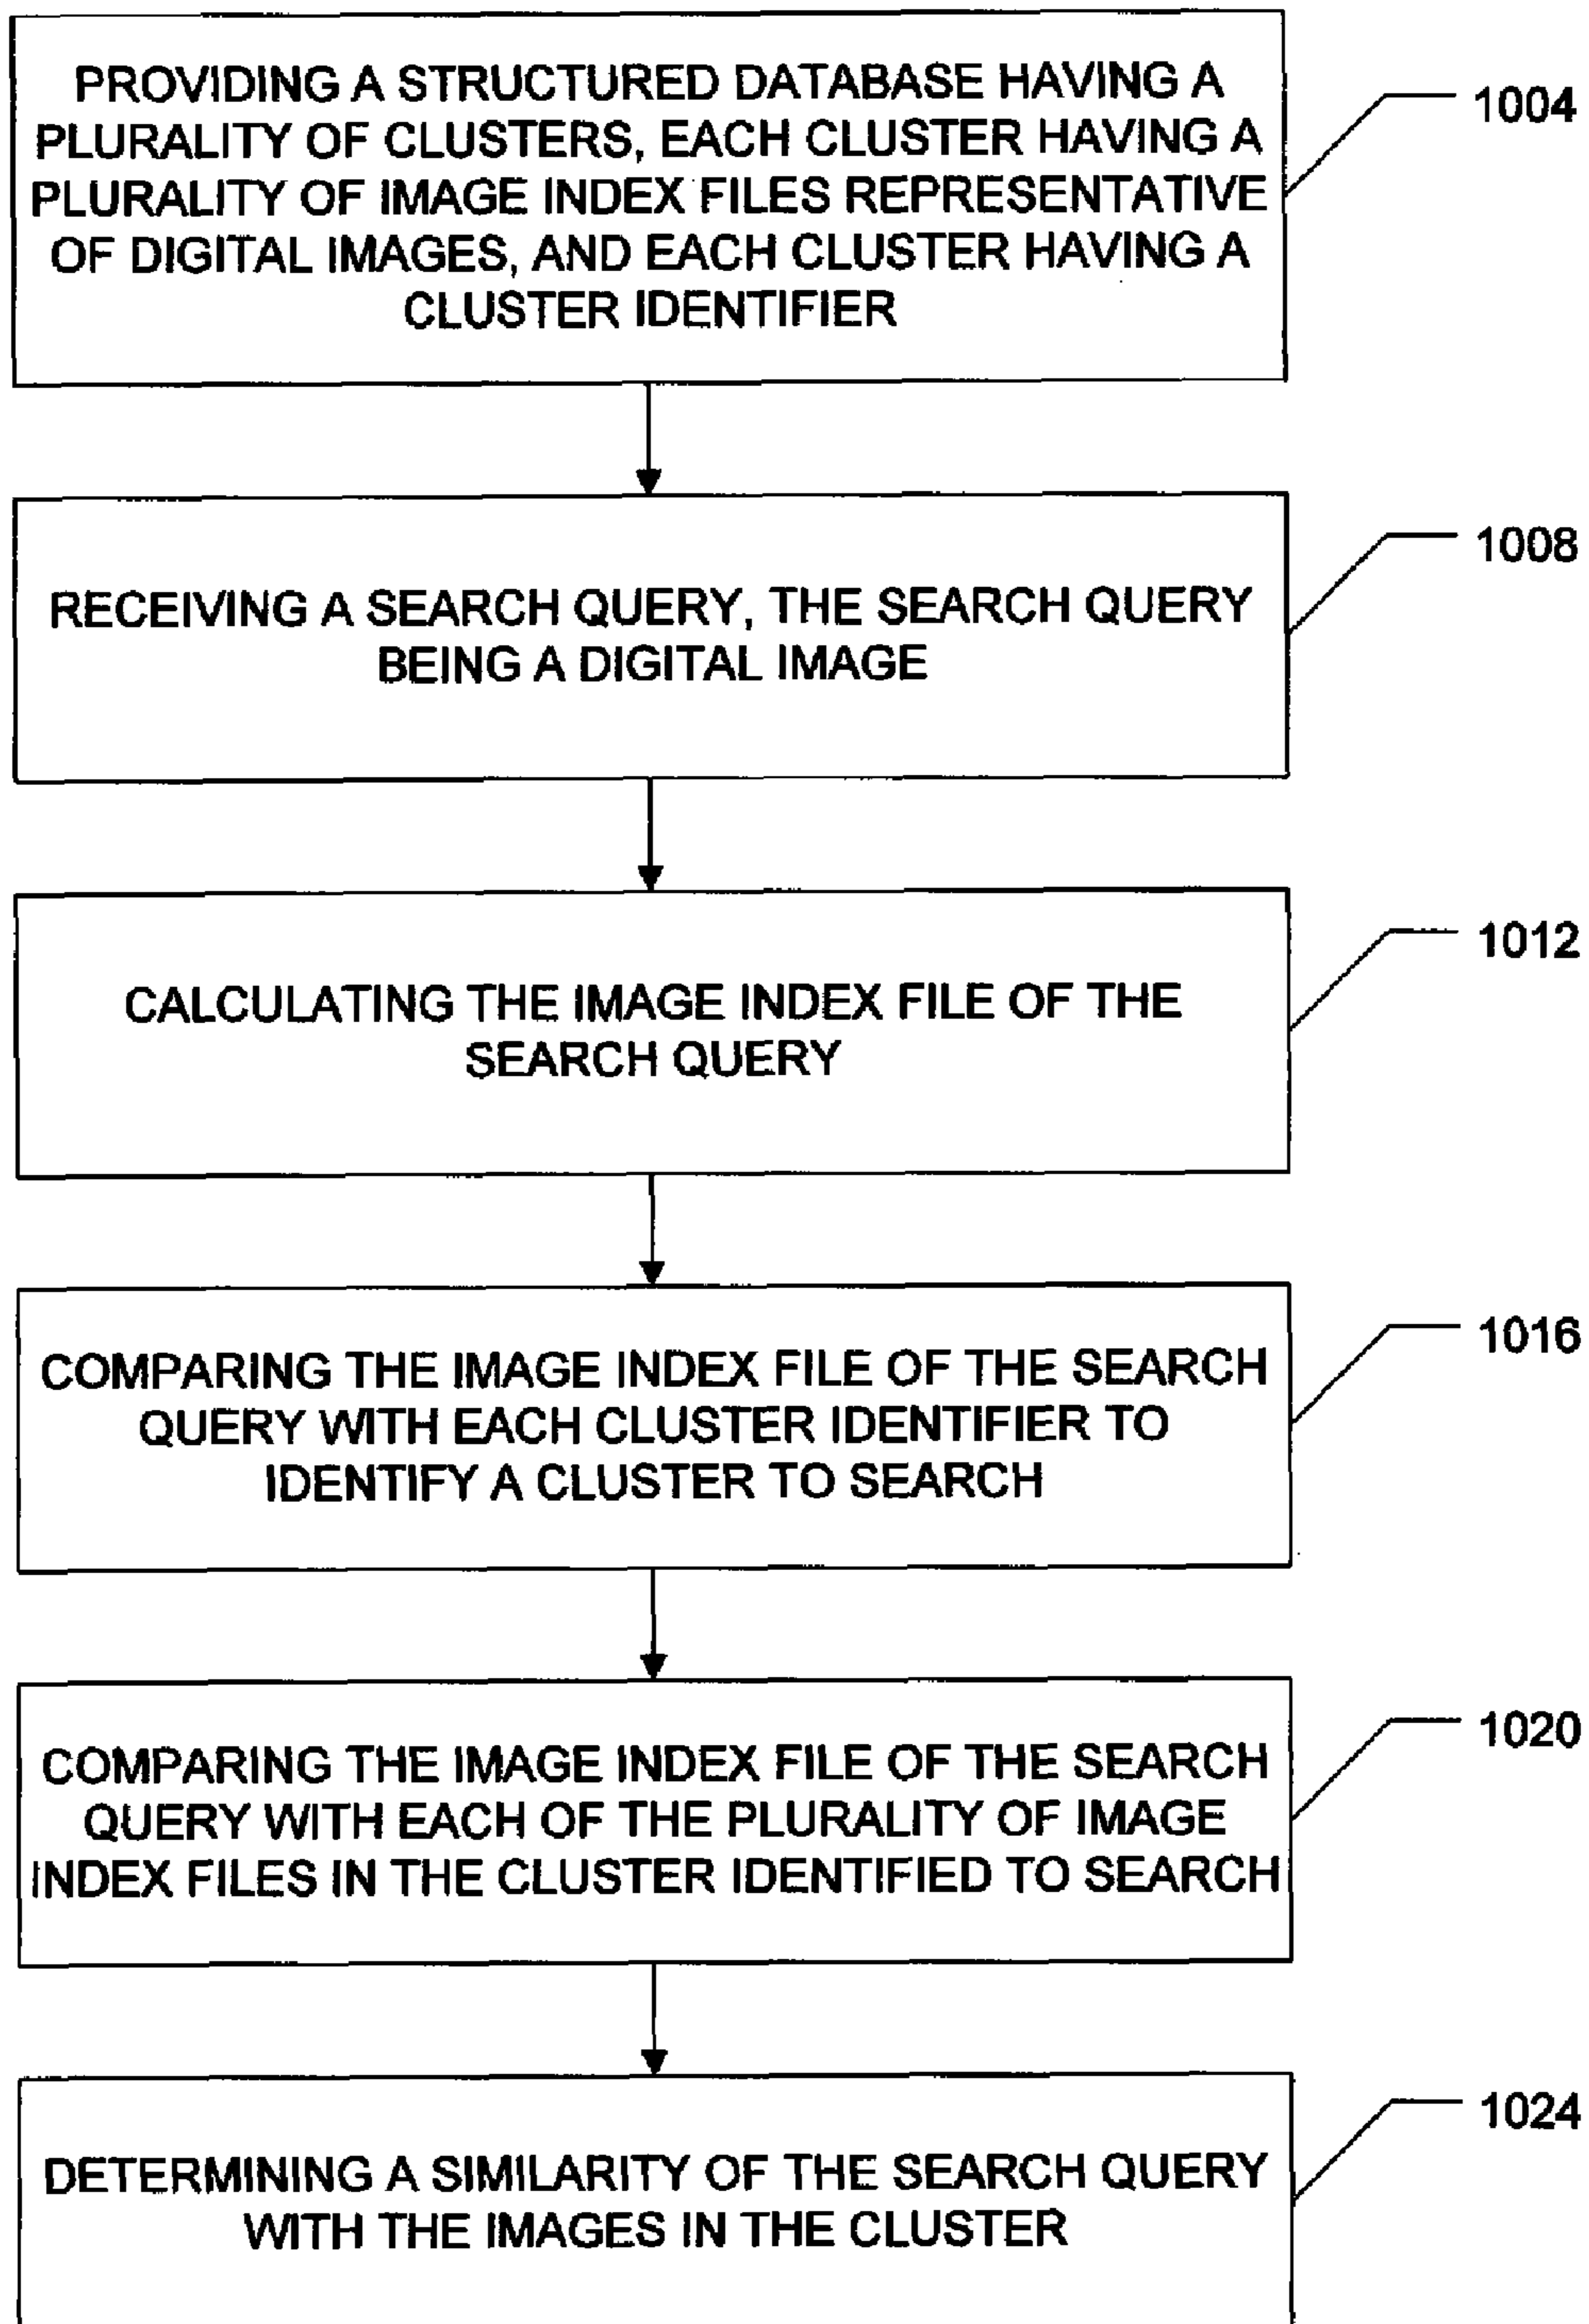 PROVIDING A STRUCTURED DATABASE HAVING A
PLURALITY OF CLUSTERS, EACH CLUSTER HAVING A
PLURALITY OF IMAGE INDEX FILES REPRESENTATIVE
OF DIGITAL IMAGES, AND EACH CLUSTER HAVING A
CLUSTER IDENTIFIER
1004
RECEIVING A SEARCH QUERY, THE SEARCH QUERY
BEING A DIGITAL IMAGE
1008
CALCULATING THE IMAGE INDEX FILE OF THE
SEARCH QUERY
1012
COMPARING THE IMAGE INDEX FILE OF THE SEARCH
QUERY WITH EACH CLUSTER IDENTIFIER TO
IDENTIFY A CLUSTER TO SEARCH
1016
COMPARING THE IMAGE INDEX FILE OF THE SEARCH
QUERY WITH EACH OF THE PLURALITY OF IMAGE
INDEX FILES IN THE CLUSTER IDENTIFIED TO SEARCH
1020
DETERMINING A SIMILARITY OF THE SEARCH QUERY
WITH THE IMAGES IN THE CLUSTER
1024